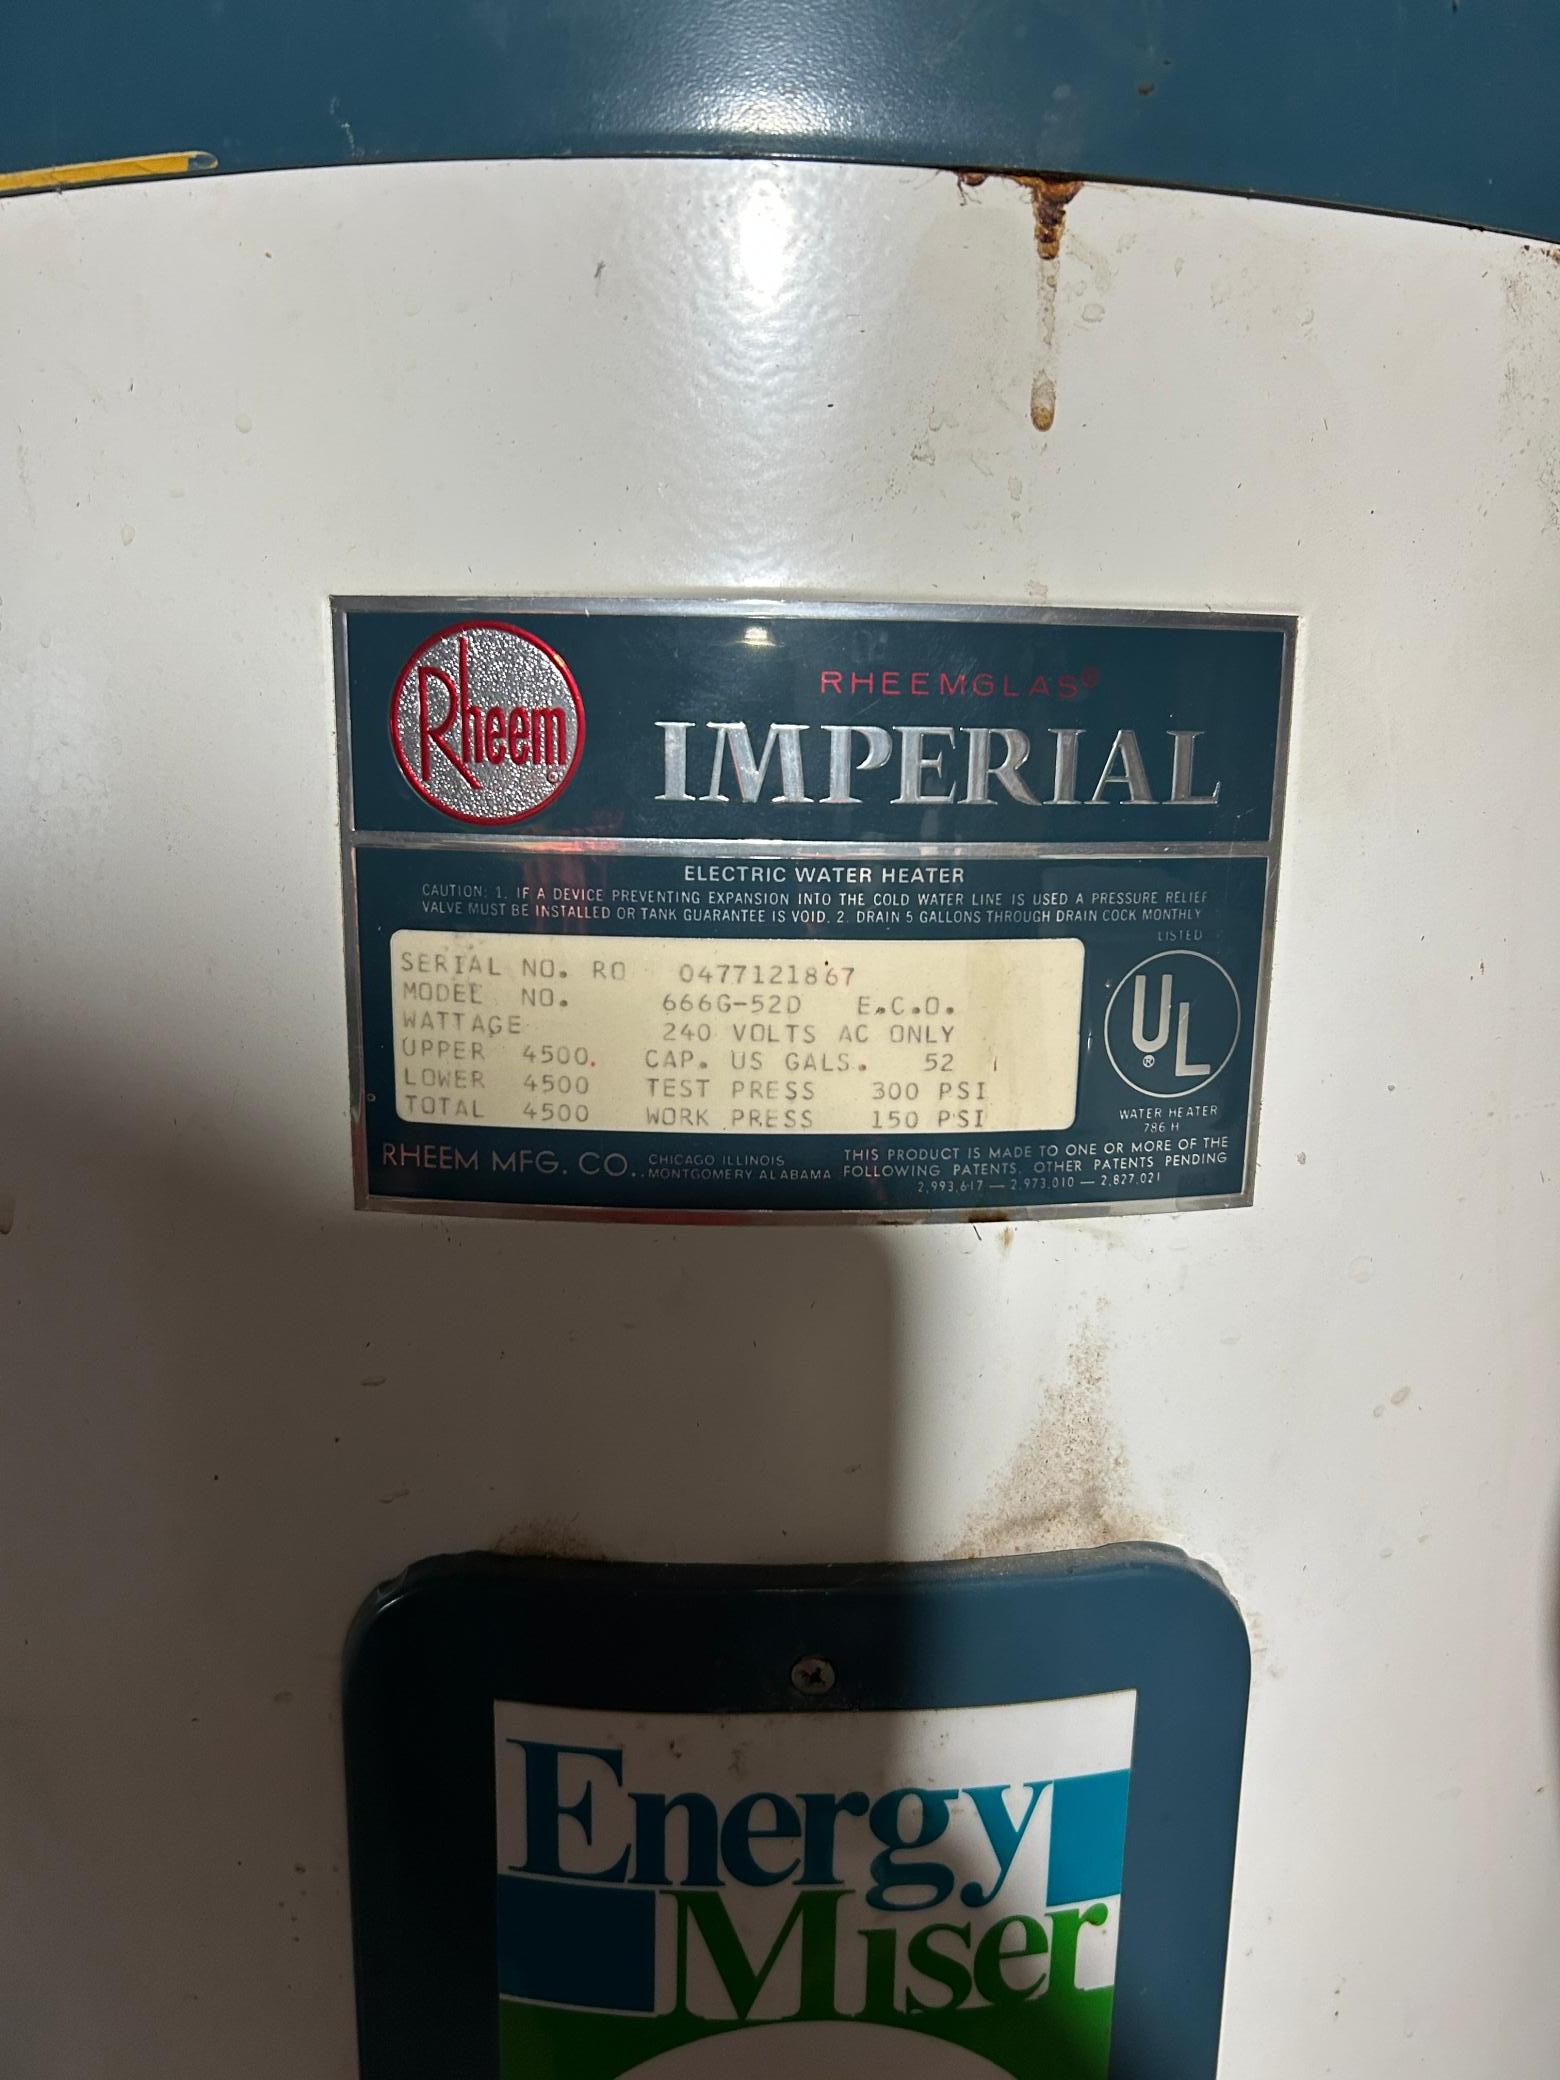 Rheem
RHEEMGLAS®
IMPERIAL
ELECTRIC WATER HEATER
CAUTION: 1. IF A DEVICE PREVENTING EXPANSION INTO THE COLD WATER LINE IS USED A PRESSURE RELIEF
VALVE MUST BE INSTALLED OR TANK GUARANTEE IS VOID. 2. DRAIN 5 GALLONS THROUGH DRAIN COCK MONTHLY
SERIAL NO. RO 0477121867
MODEL NO. 666G-52D E.C.O.
WATTAGE 240 VOLTS AC ONLY
UPPER 4500. CAP. US GALS. 52
LOWER 4500 TEST PRESS 300 PSI
TOTAL 4500 WORK PRESS 150 PSI
LISTED
UL®
WATER HEATER
786 H
RHEEM MFG. CO..
CHICAGO ILLINOIS
MONTGOMERY, ALABAMA
THIS PRODUCT IS MADE TO ONE OR MORE OF THE
FOLLOWING PATENTS. OTHER PATENTS PENDING
2,993,617 — 2,973,010 — 2,827,021
Energy
Miser